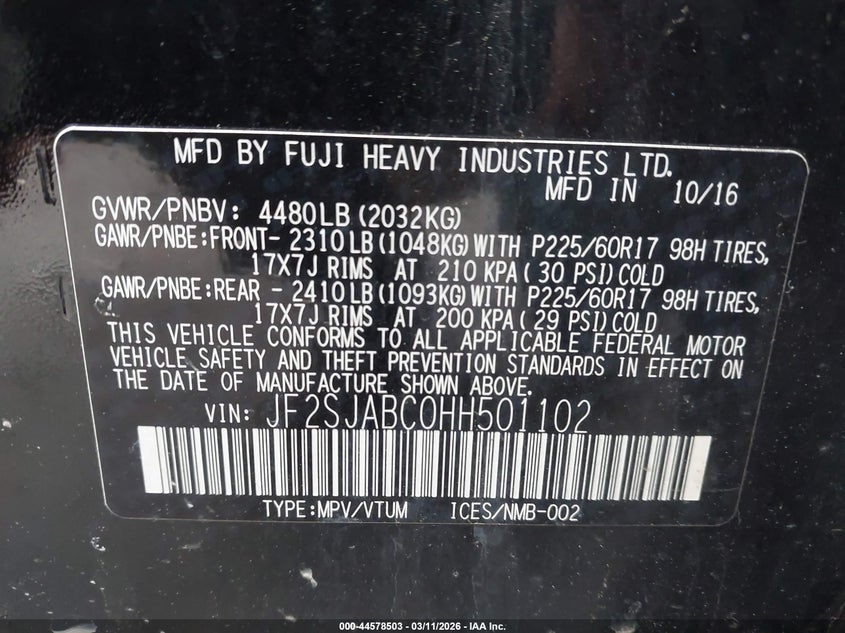 MFD BY FUJI HEAVY INDUSTRIES LTD.
MFD IN 10/16
GVWR/PNBV: 4480LB(2032KG)
GAWR/PNBE:FRONT- 2310LB(1048KG)WITH P225/60R17 98H TIRES,
17X7J RIMS AT 210 KPA(30 PSI)COLD
GAWR/PNBE:REAR - 2410LB(1093KG)WITH P225/60R17 98H TIRES,
17X7J RIMS AT 200 KPA(29 PSI)COLD
THIS VEHICLE CONFORMS TO ALL APPLICABLE FEDERAL MOTOR
VEHICLE SAFETY AND THEFT PREVENTION STANDARDS IN EFFECT ON
THE DATE OF MANUFACTURE SHOWN ABOVE.
VIN: JF2SJABC0HH501102
TYPE:MPV/VTUM ICES/NMB-002
000-44578503 - 03/11/2026 - IAA Inc.